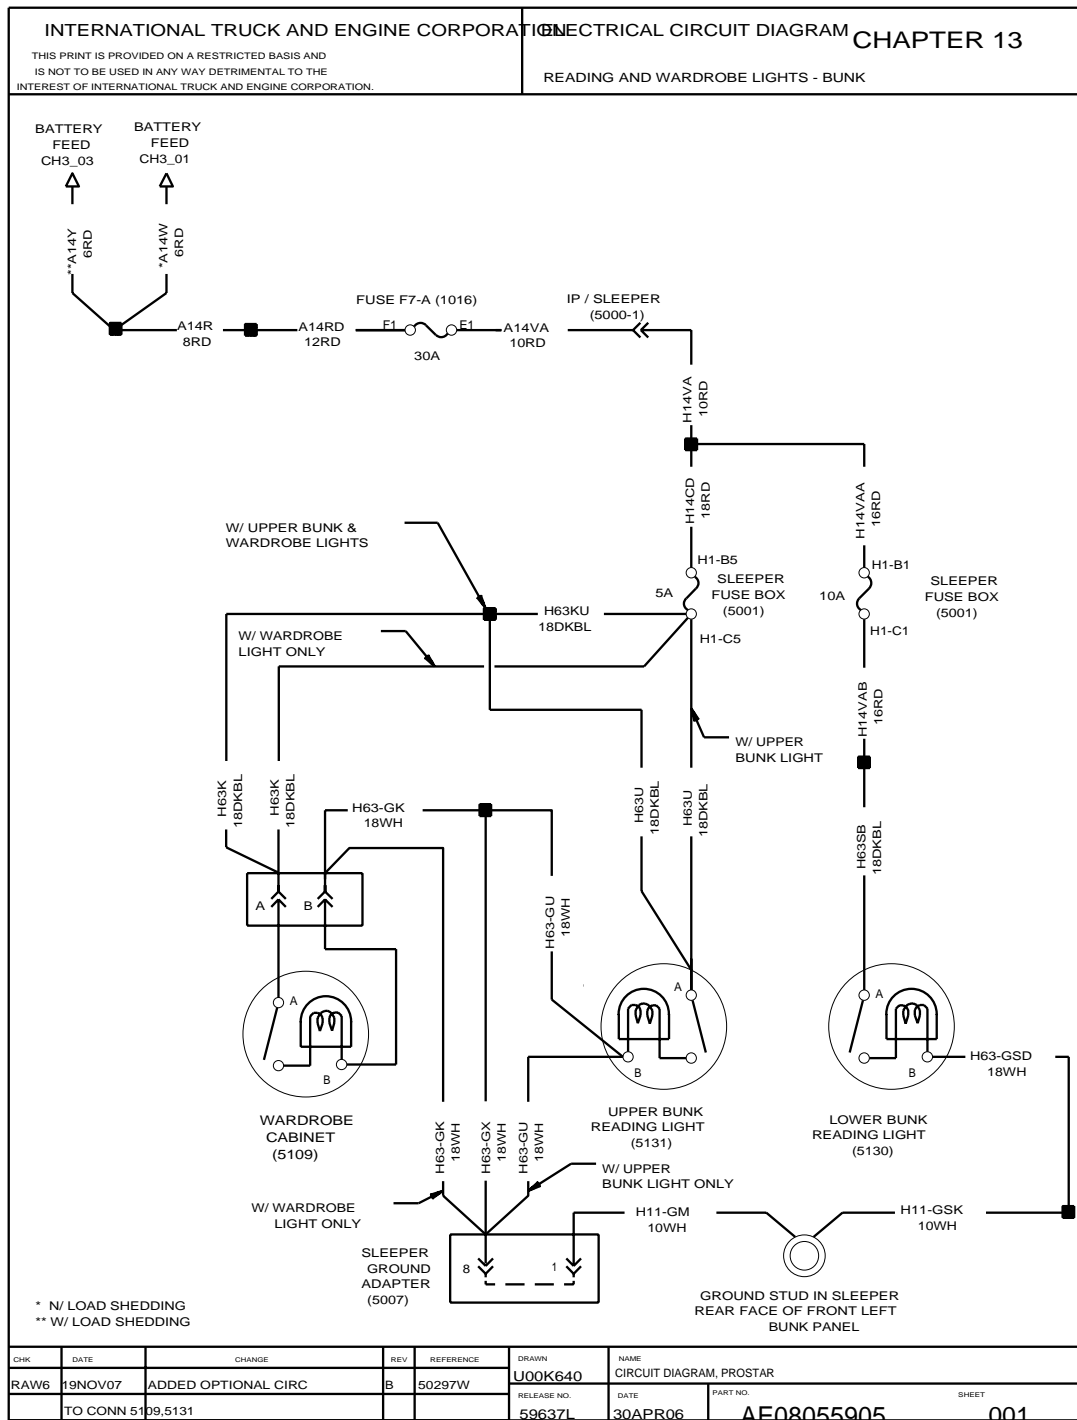 INTERNATIONAL TRUCK AND ENGINE CORPORATION
THIS PRINT IS PROVIDED ON A RESTRICTED BASIS AND
IS NOT TO BE USED IN ANY WAY DETRIMENTAL TO THE
INTEREST OF INTERNATIONAL TRUCK AND ENGINE CORPORATION.
ELECTRICAL CIRCUIT DIAGRAM
CHAPTER 13
READING AND WARDROBE LIGHTS - BUNK
BATTERY
FEED
CH3_03
BATTERY
FEED
CH3_01
**A14Y
6RD
*A14W
6RD
A14R
8RD
A14RD
12RD
FUSE F7-A (1016)
F1
E1
30A
A14VA
10RD
IP / SLEEPER
(5000-1)
H14VA
10RD
H14CD
18RD
H14VAA
16RD
W/ UPPER BUNK &
WARDROBE LIGHTS
H1-B5
5A
SLEEPER
FUSE BOX
(5001)
H1-C5
H1-B1
10A
SLEEPER
FUSE BOX
(5001)
H1-C1
H63KU
18DKBL
W/ WARDROBE
LIGHT ONLY
H14VAB
16RD
W/ UPPER
BUNK LIGHT
H63K
18DKBL
H63K
18DKBL
H63-GK
18WH
H63U
18DKBL
H63U
18DKBL
H63SB
18DKBL
A
B
H63-GU
18WH
A
B
A
B
A
H63-GSD
18WH
B
WARDROBE
CABINET
(5109)
UPPER BUNK
READING LIGHT
(5131)
LOWER BUNK
READING LIGHT
(5130)
H63-GK
18WH
H63-GX
18WH
H63-GU
18WH
W/ UPPER
BUNK LIGHT ONLY
W/ WARDROBE
LIGHT ONLY
H11-GM
10WH
H11-GSK
10WH
SLEEPER
GROUND
ADAPTER
(5007)
8
1
GROUND STUD IN SLEEPER
REAR FACE OF FRONT LEFT
BUNK PANEL
* N/ LOAD SHEDDING
** W/ LOAD SHEDDING
CHK DATE CHANGE REV REFERENCE
RAW6 19NOV07 ADDED OPTIONAL CIRC B 50297W
TO CONN 5109,5131
DRAWN
U00K640
NAME
CIRCUIT DIAGRAM, PROSTAR
RELEASE NO.
59637L
DATE
30APR06
PART NO.
AE08055905
SHEET
001